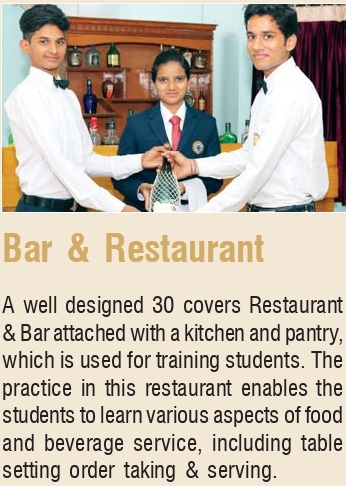 Bar & Restaurant
A well designed 30 covers Restaurant
& Bar attached with a kitchen and pantry,
which is used for training students. The
practice in this restaurant enables the
students to learn various aspects of food
and beverage service, including table
setting order taking & serving.